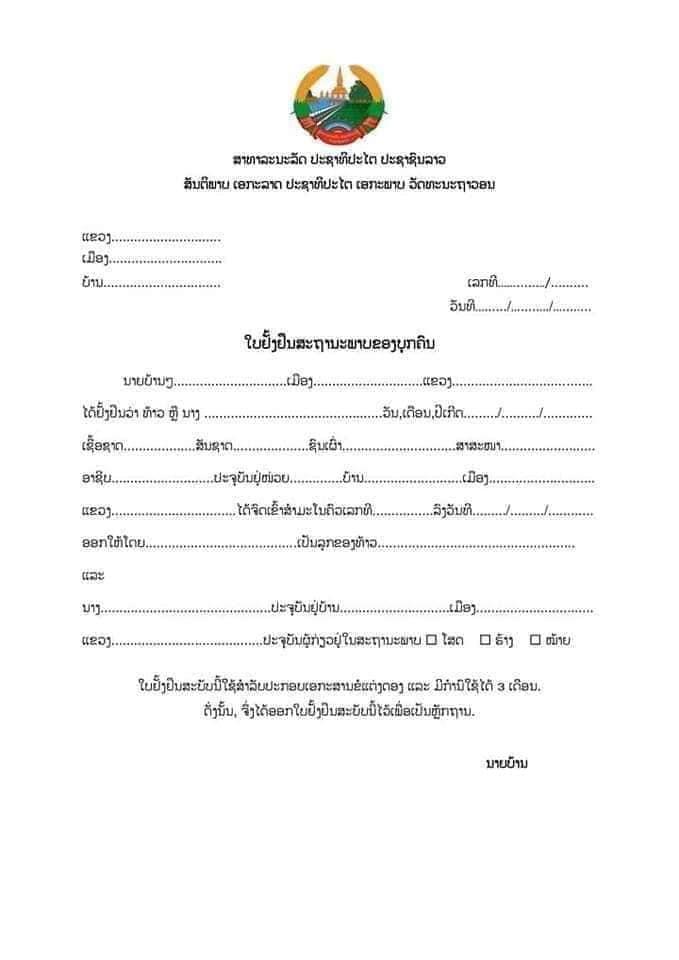 ສາທາລະນະລັດ ປະຊາທິປະໄຕ ປະຊາຊົນລາວ
ສັນຕິພາບ ເອກະລາດ ປະຊາທິປະໄຕ ເອກະພາບ ວັດທະນະຖາວອນ
ແຂວງ.............................
ເມືອງ..............................
ບ້ານ............................... ເລກທີ............../..........
ວັນທີ........./.........../..........
ໃບຢັ້ງຢືນສະຖານະພາບຂອງບຸກຄົນ
ນາຍບ້ານໆ..............................ເມືອງ.............................ແຂວງ.....................................
ໄດ້ຢັ້ງຢືນວ່າ ທ້າວ ຫຼື ນາງ ...............................................ວັນ,ເດືອນ,ປີເກີດ........./........../.............
ເຊື້ອຊາດ...................ສັນຊາດ....................ຊົນເຜົ່າ..............................ສາສະໜາ.........................
ອາຊີບ...........................ປະຈຸບັນຢູ່ໜ່ວຍ..............ບ້ານ..........................ເມືອງ............................
ແຂວງ.................................ໄດ້ຈົດເຂົ້າສຳມະໂນຄົວເລກທີ................ລົງວັນທີ........./........./............
ອອກໃຫ້ໂດຍ........................................ເປັນລູກຂອງທ້າວ....................................................
ແລະ
ນາງ.............................................ປະຈຸບັນຢູ່ບ້ານ.............................ເມືອງ...............................
ແຂວງ........................................ປະຈຸບັນຜູ້ກ່ຽວຢູ່ໃນສະຖານະພາບ □ ໂສດ □ ຮ້າງ □ ໝ້າຍ
ໃບຢັ້ງຢືນສະບັບນີ້ໃຊ້ສຳລັບປະກອບເອກະສານຂໍແຕ່ງດອງ ແລະ ມີກຳນົໃຊ້ໄດ້ 3 ເດືອນ.
ດັ່ງນັ້ນ, ຈຶ່ງໄດ້ອອກໃບຢັ້ງຢືນສະບັບນີ້ໄວ້ເພື່ອເປັນຫຼັກຖານ.
ນາຍບ້ານ